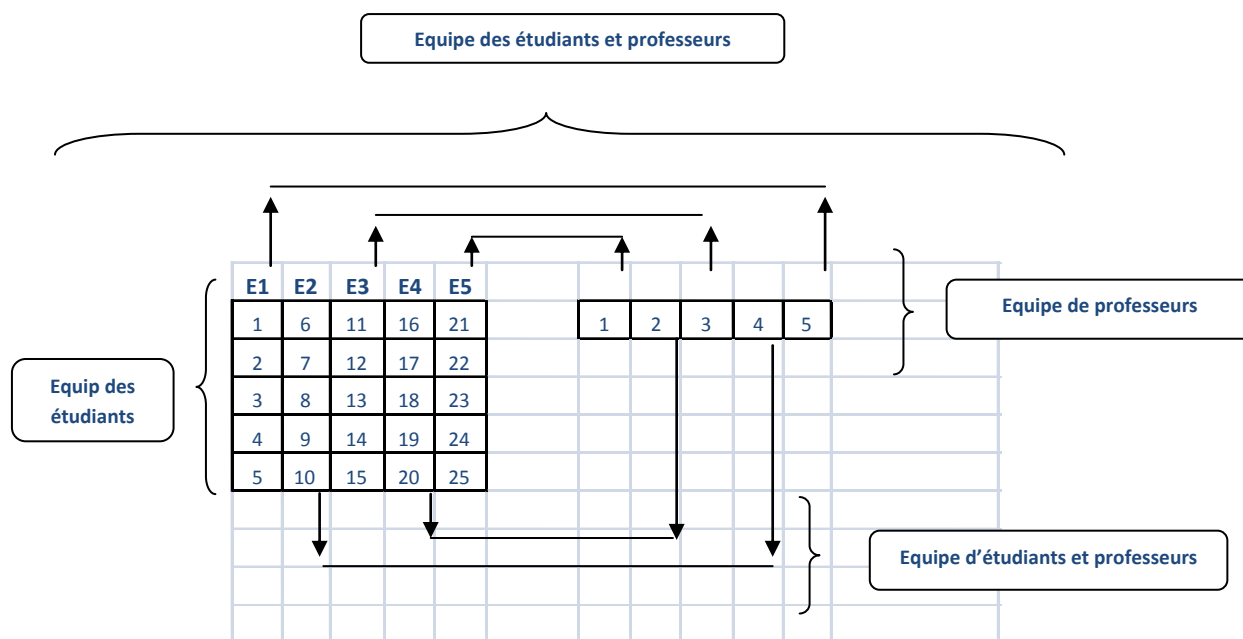 Equipe des étudiants et professeurs
E1 E2 E3 E4 E5
Equipe de professeurs
1 6 11 16 21
1 2 3 4 5
2 7 12 17 22
Equip des
étudiants
3 8 13 18 23
4 9 14 19 24
5 10 15 20 25
Equipe d’étudiants et professeurs